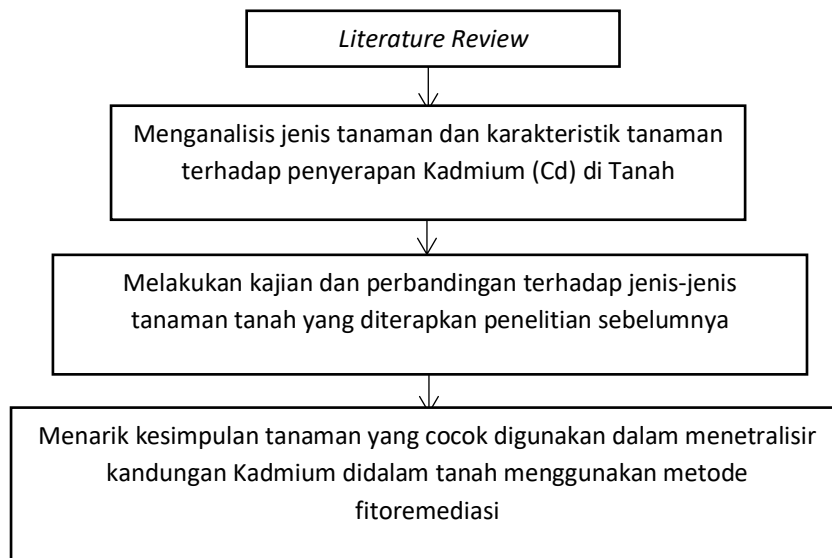 Literature Review
Menganalisis jenis tanaman dan karakteristik tanaman
terhadap penyerapan Kadmium (Cd) di Tanah
Melakukan kajian dan perbandingan terhadap jenis-jenis
tanaman tanah yang diterapkan penelitian sebelumnya
Menarik kesimpulan tanaman yang cocok digunakan dalam menetralisir
kandungan Kadmium didalam tanah menggunakan metode
fitoremediasi